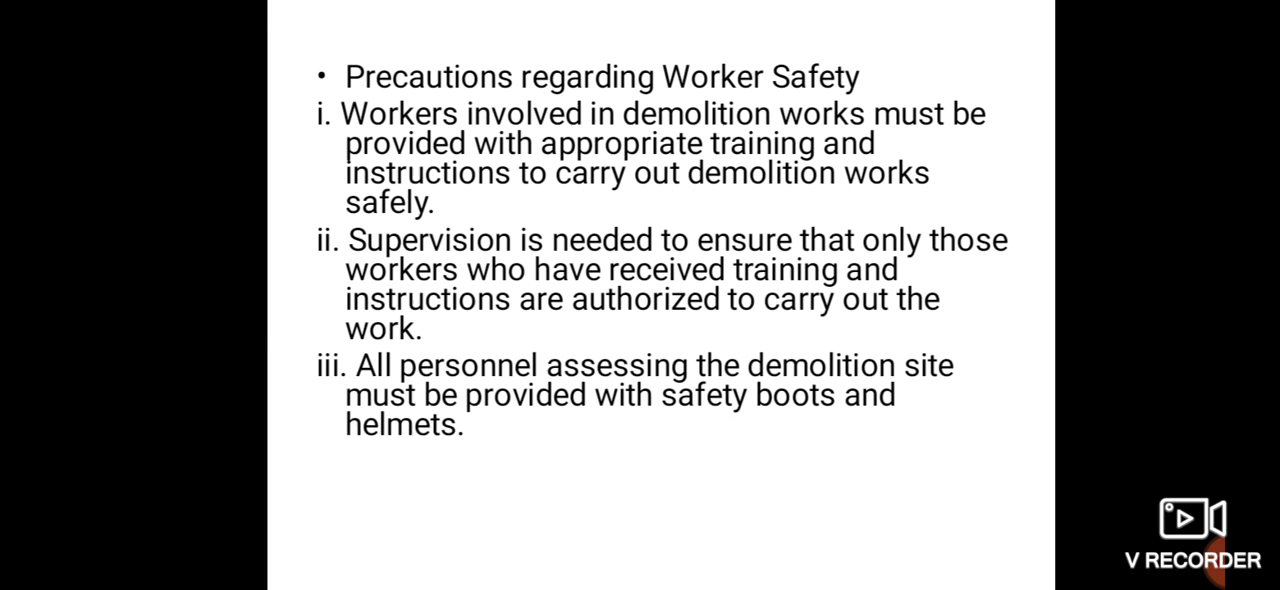 • Precautions regarding Worker Safety
i. Workers involved in demolition works must be
provided with appropriate training and
instructions to carry out demolition works
safely.
ii. Supervision is needed to ensure that only those
workers who have received training and
instructions are authorized to carry out the
work.
iii. All personnel assessing the demolition site
must be provided with safety boots and
helmets.
V RECORDER